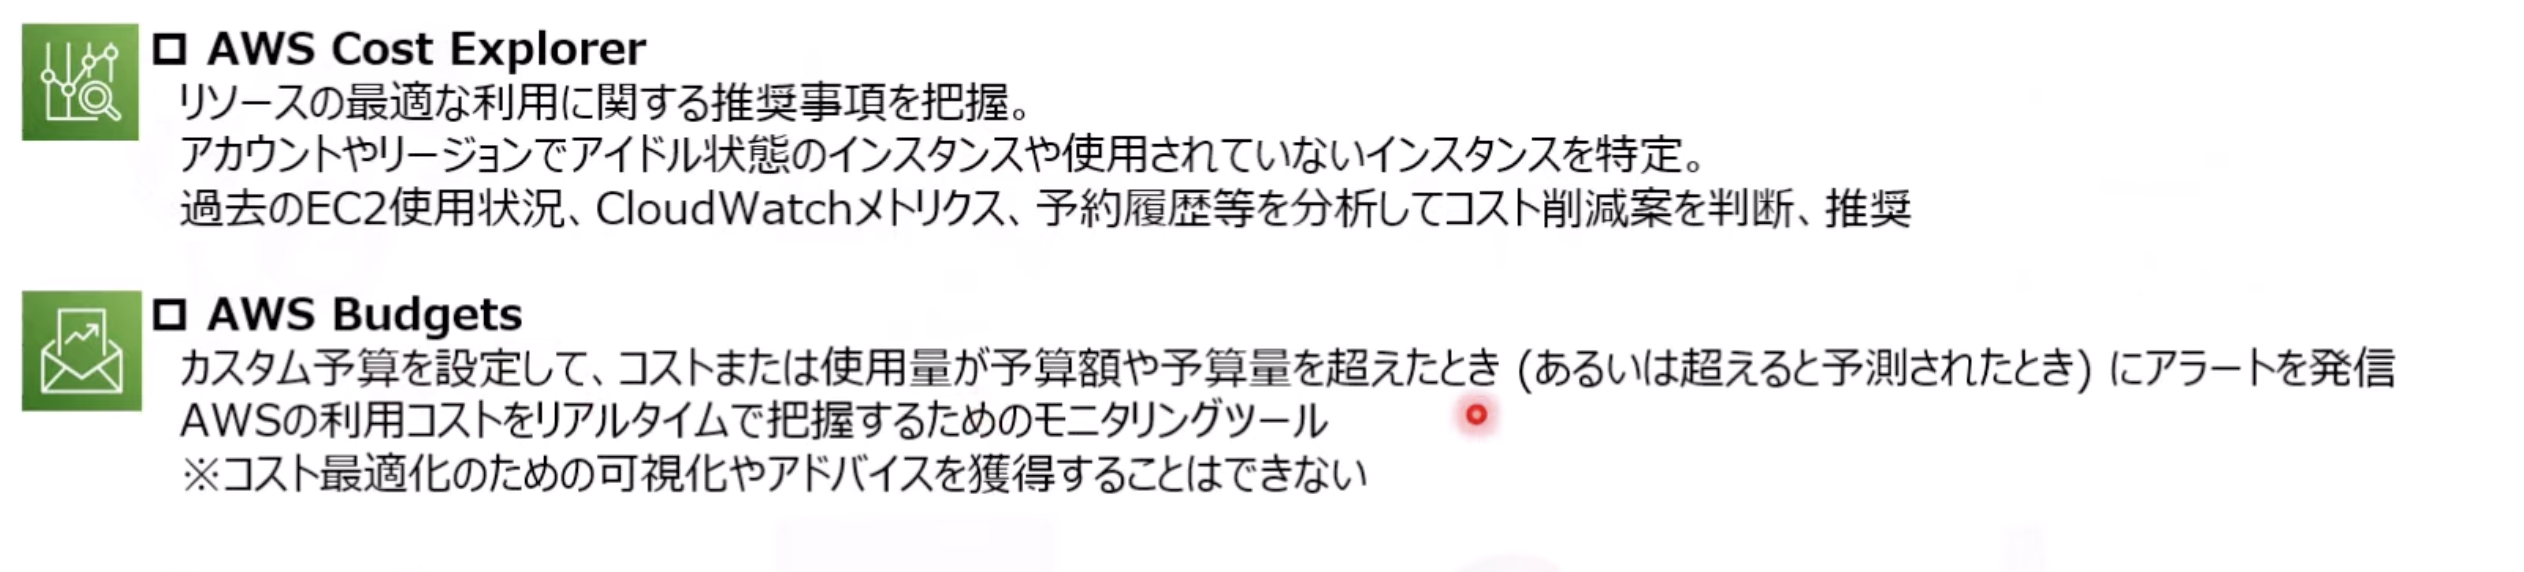 □ AWS Cost Explorer
リソースの最適な利用に関する推奨事項を把握。
アカウントやリージョンでアイドル状態のインスタンスや使用されていないインスタンスを特定。
過去のEC2使用状況、CloudWatchメトリクス、予約履歴等を分析してコスト削減案を判断、推奨
□ AWS Budgets
カスタム予算を設定して、コストまたは使用量が予算額や予算量を超えたとき (あるいは超えると予測されたとき) にアラートを発信
AWSの利用コストをリアルタイムで把握するためのモニタリングツール
※コスト最適化のための可視化やアドバイスを獲得することはできない